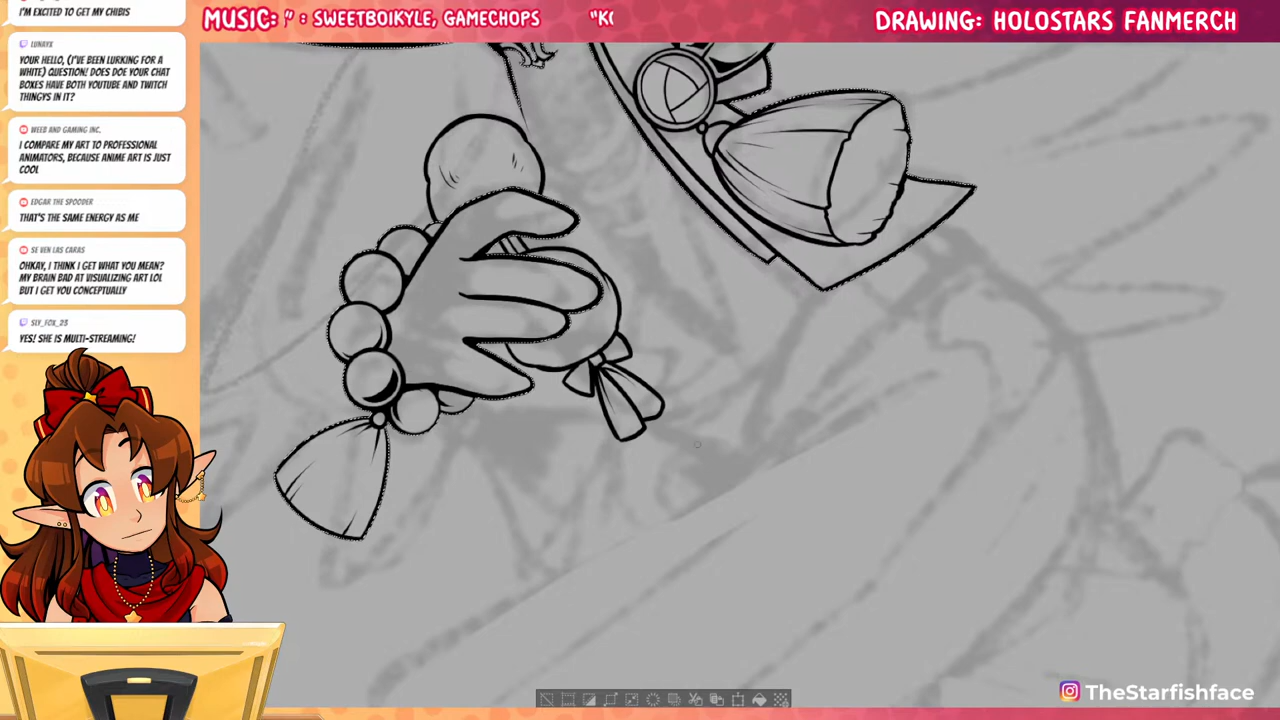 MUSIC: " : SWEETBOIKYLE, GAMECHOPS "K
DRAWING: HOLOSTARS FANMERCH
I'M EXCITED TO GET MY CHIBIS
LUNAYX
YOUR HELLO, (I'VE BEEN LURKING FOR A
WHITE) QUESTION! DOES DOE YOUR CHAT
BOXES HAVE BOTH YOUTUBE AND TWITCH
THINGYS IN IT?
WEEB AND GAMING INC.
I COMPARE MY ART TO PROFESSIONAL
ANIMATORS, BECAUSE ANIME ART IS JUST
COOL
EDGAR THE SPOODER
THAT'S THE SAME ENERGY AS ME
SE VEN LAS CARAS
OHKAY, I THINK I GET WHAT YOU MEAN?
MY BRAIN BAD AT VISUALIZING ART LOL
BUT I GET YOU CONCEPTUALLY
SLY_FOX_23
YES! SHE IS MULTI-STREAMING!
TheStarfishface